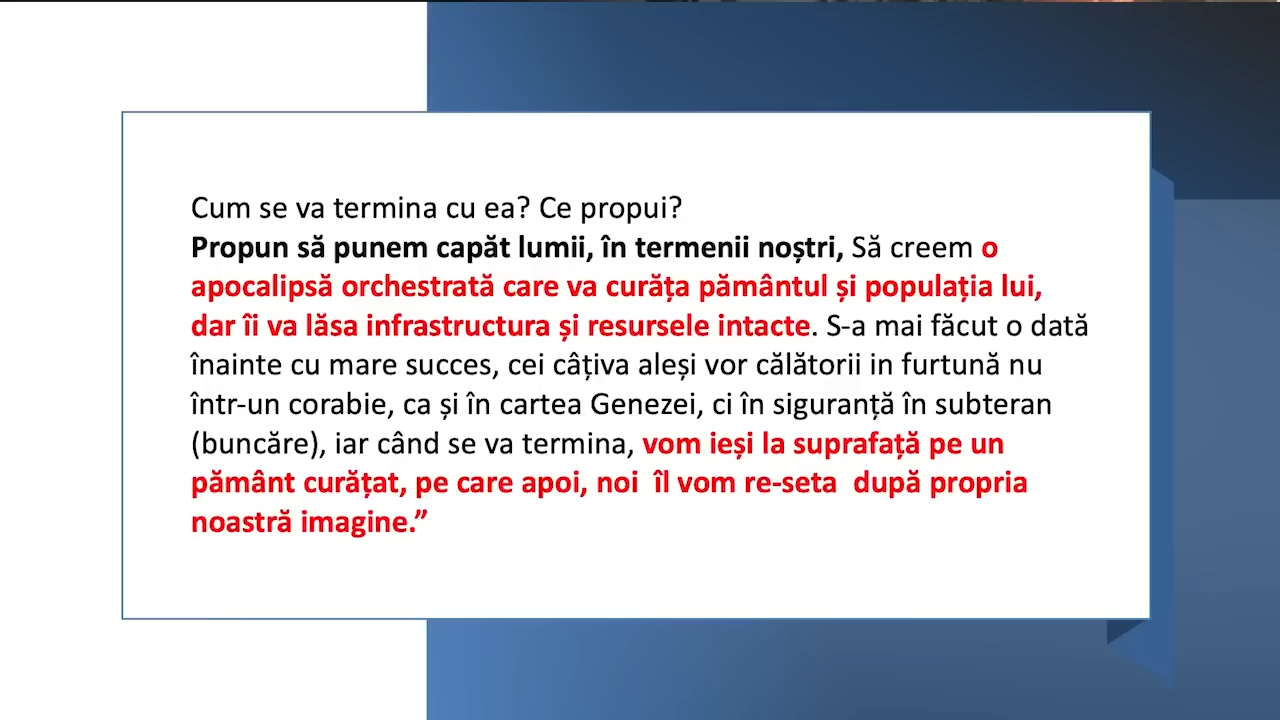 Cum se va termina cu ea? Ce propui?
Propun să punem capăt lumii, în termenii noștri, Să creem o
apocalipsă orchestrată care va curăța pământul și populația lui,
dar îi va lăsa infrastructura și resursele intacte. S-a mai făcut o dată
înainte cu mare succes, cei câțiva aleși vor călătorii in furtună nu
într-un corabie, ca și în cartea Genezei, ci în siguranță în subteran
(buncăre), iar când se va termina, vom ieși la suprafață pe un
pământ curățat, pe care apoi, noi  îl vom re-seta  după propria
noastră imagine.”